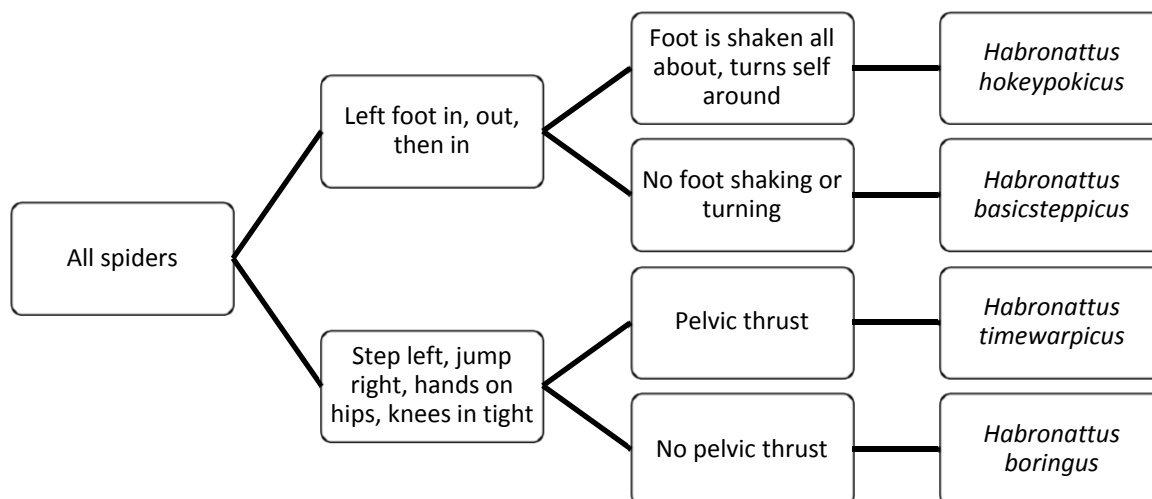 All spiders
Left foot in, out,
then in
Step left, jump
right, hands on
hips, knees in tight
Foot is shaken all
about, turns self
around
No foot shaking or
turning
Pelvic thrust
No pelvic thrust
Habronattus
hokeypokicus
Habronattus
basicsteppicus
Habronattus
timewarpicus
Habronattus
boringus